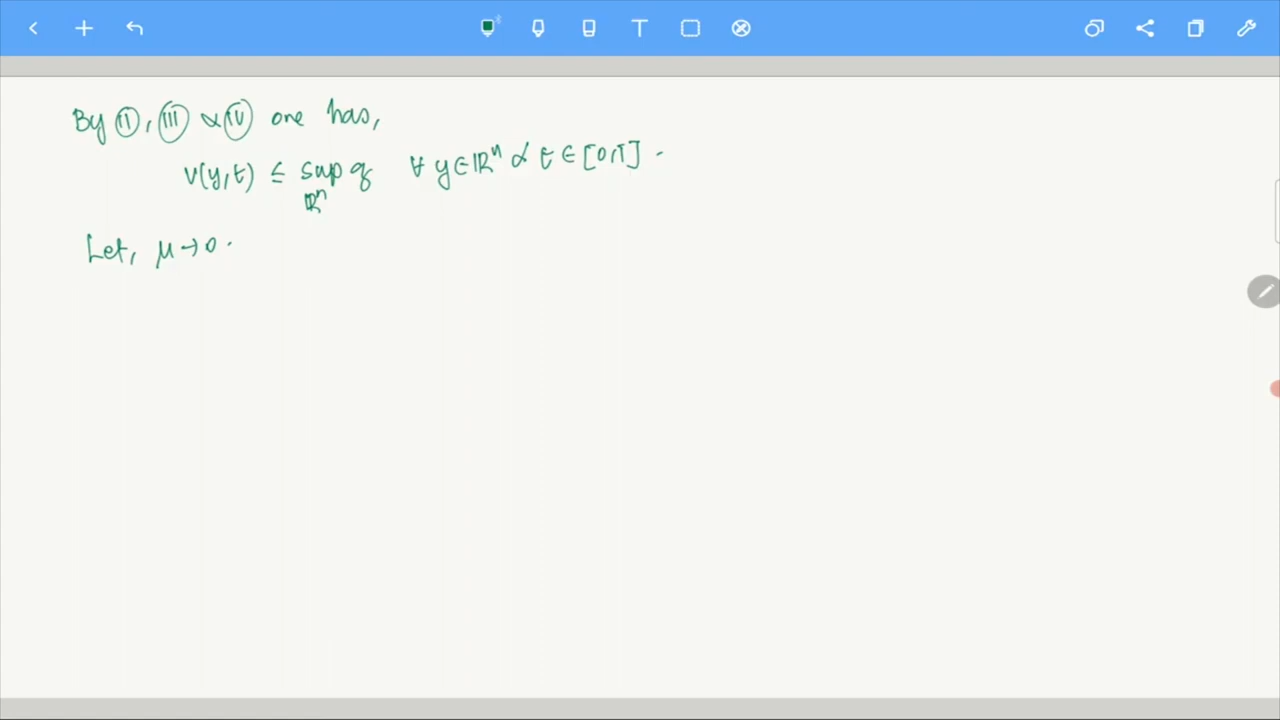 By II, III & IV one has,
v(y,t) ≤ sup g ∀ y ∈ ℝⁿ & t ∈ [0,T].
ℝⁿ
Let, μ → 0.